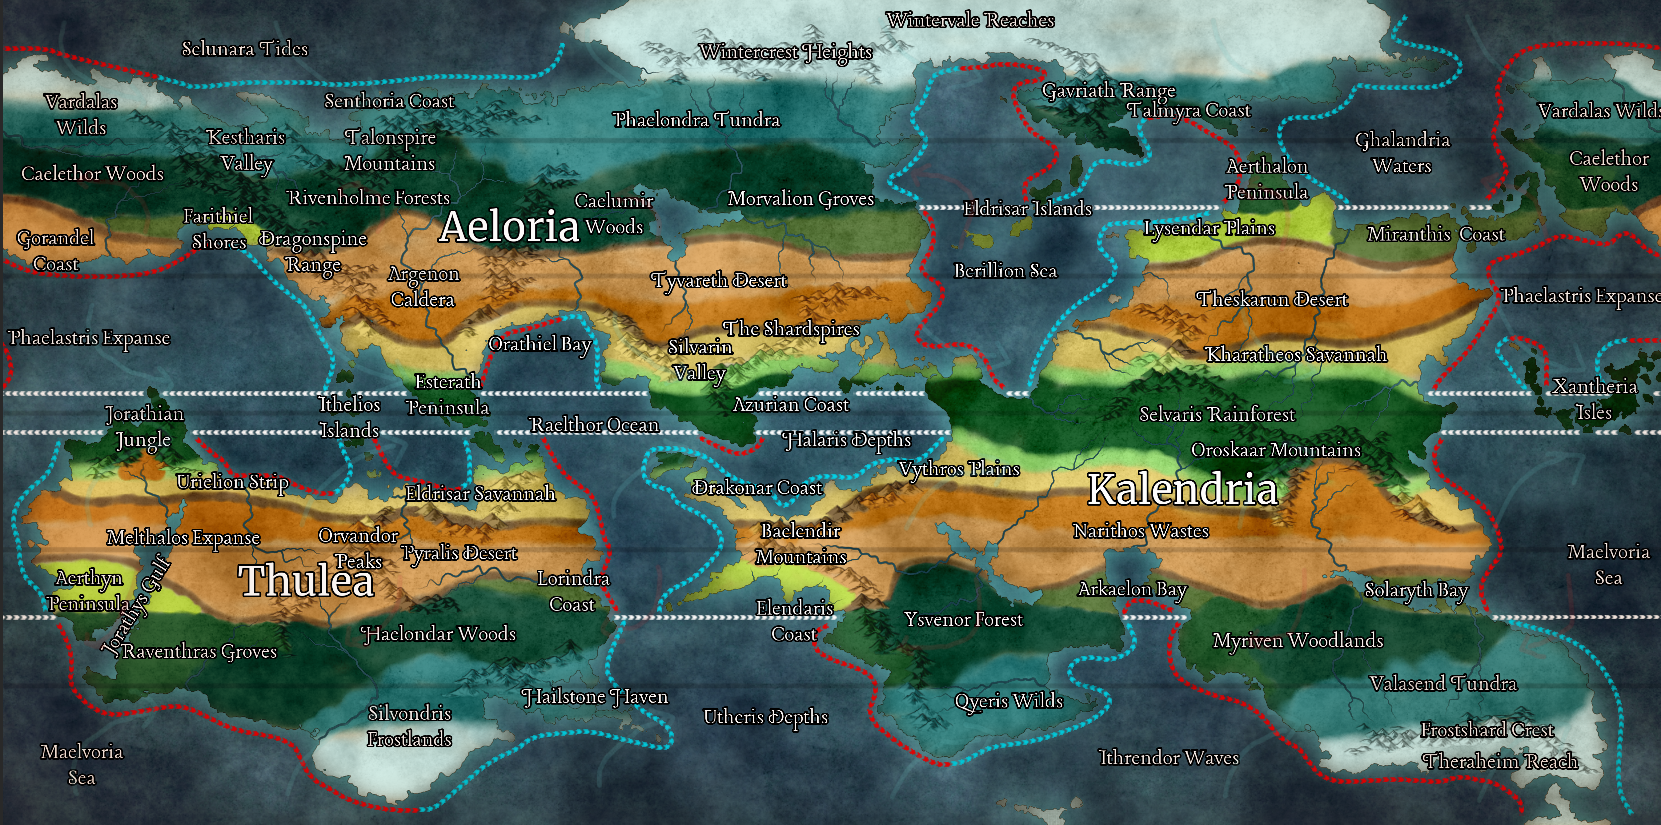 Wintervale Reaches
Selunara Tides
Wintercrest Heights
Gavriath Range
Talmyra Coast
Vardalas
Wilds
Senthoria Coast
Phaelondra Tundra
Vardalas Wilds
Kestharis
Valley
Talonspire
Mountains
Ghalandria
Waters
Caelethor Woods
Aerthalon
Peninsula
Caelethor
Woods
Rivenholme Forests
Caelumir
Woods
Morvalion Groves
Eldrisar Islands
Farithiel
Shores
Aeloria
Lysendar Plains
Miranthis Coast
Gorandel
Coast
Dragonspine
Range
Argenon
Caldera
Tyvareth Desert
Berillion Sea
Theskarun Desert
Phaelastris Expanse
Phaelastris Expanse
Orathiel Bay
The Shardspires
Silvarin
Valley
Kharatheos Savannah
Esterath
Peninsula
Xantheria
Isles
Jorathian
Jungle
Ithelios
Islands
Azurian Coast
Selvaris Rainforest
Raelthor Ocean
Halaris Depths
Oroskaar Mountains
Vythros Plains
Urielion Strip
Eldrisar Savannah
Drakonar Coast
Kalendria
Melthalos Expanse
Orvandor
Peaks
Pyralis Desert
Baelendir
Mountains
Narithos Wastes
Maelvoria
Sea
Thulea
Aerthyn
Peninsula
Jorathys Gulf
Lorindra
Coast
Elendaris
Coast
Arkaelon Bay
Solaryth Bay
Ysvenor Forest
Raventhras Groves
Haelondar Woods
Myriven Woodlands
Hailstone Haven
Qyeris Wilds
Valasend Tundra
Silvondris
Frostlands
Utheris Depths
Frostshard Crest
Theraheim Reach
Maelvoria
Sea
Ithrendor Waves